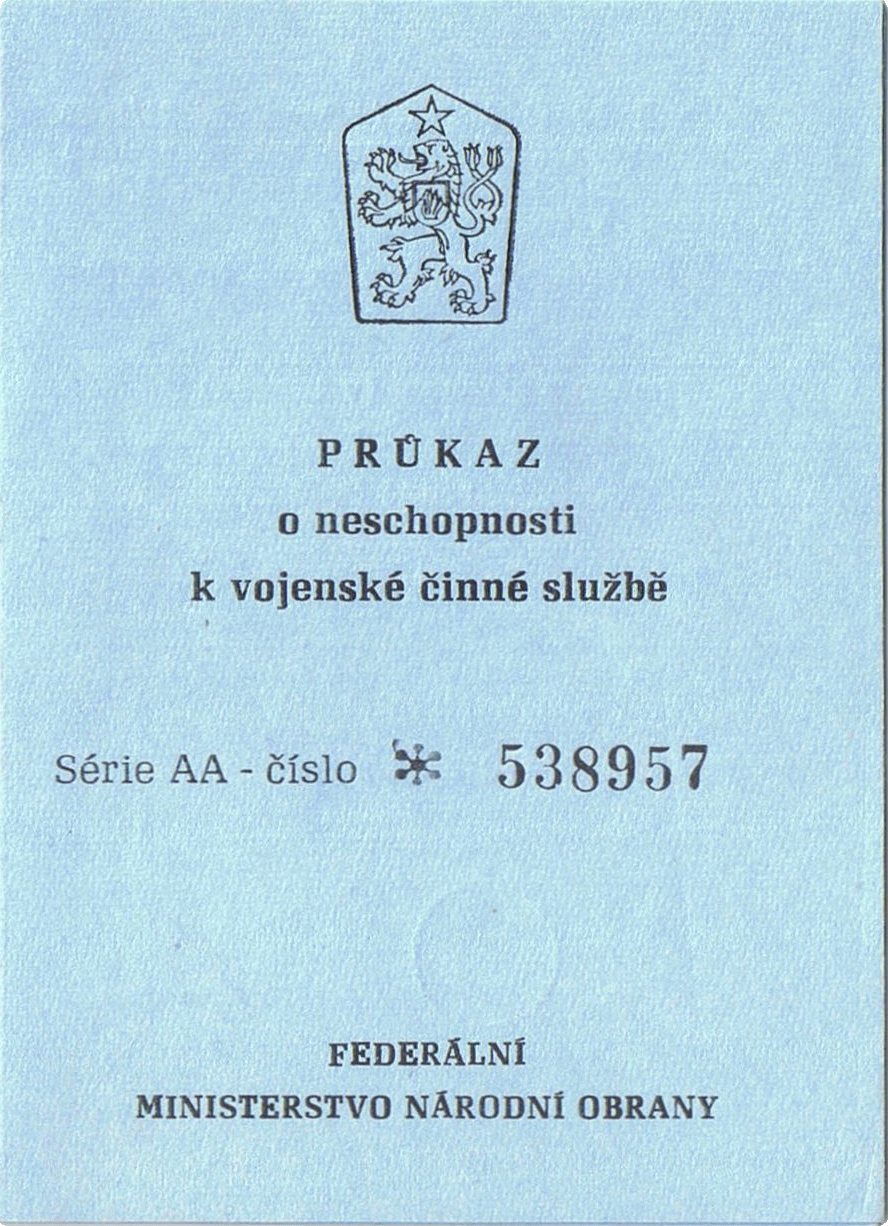 PRŮKAZ
o neschopnosti
k vojenské činné službě
Série AA - číslo * 538957
FEDERÁLNÍ
MINISTERSTVO NÁRODNÍ OBRANY